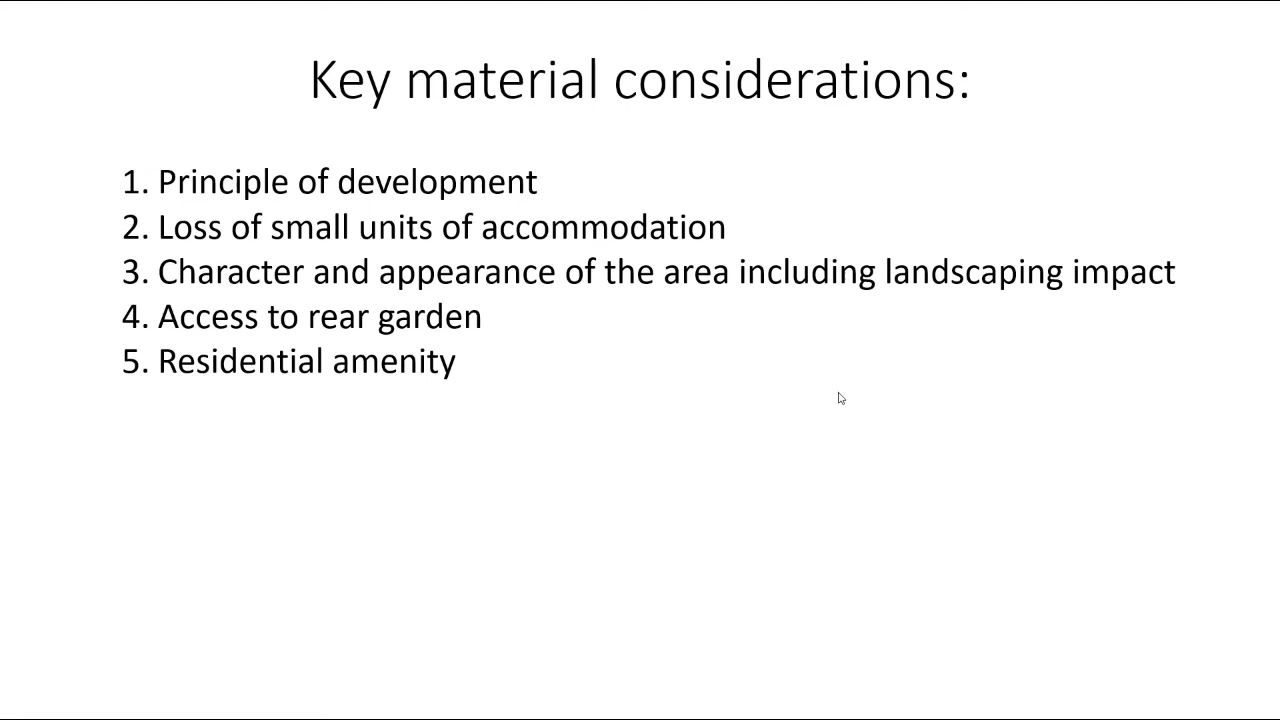 Key material considerations:
1. Principle of development
2. Loss of small units of accommodation
3. Character and appearance of the area including landscaping impact
4. Access to rear garden
5. Residential amenity